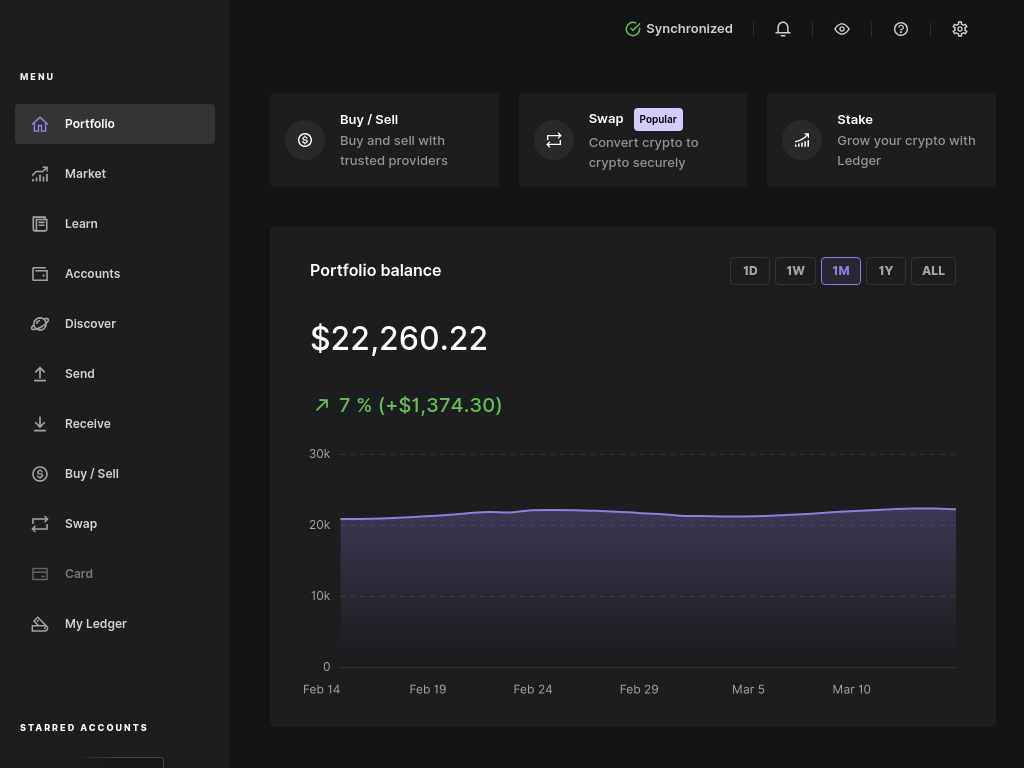 MENU
Portfolio
Market
Learn
Accounts
Discover
Send
Receive
Buy / Sell
Swap
Card
My Ledger
STARRED ACCOUNTS
Synchronized
Buy / Sell
Buy and sell with
trusted providers
Swap Popular
Convert crypto to
crypto securely
Stake
Grow your crypto with
Ledger
Portfolio balance
1D 1W 1M 1Y ALL
$22,260.22
7 % (+$1,374.30)
30k
20k
10k
0
Feb 14 Feb 19 Feb 24 Feb 29 Mar 5 Mar 10